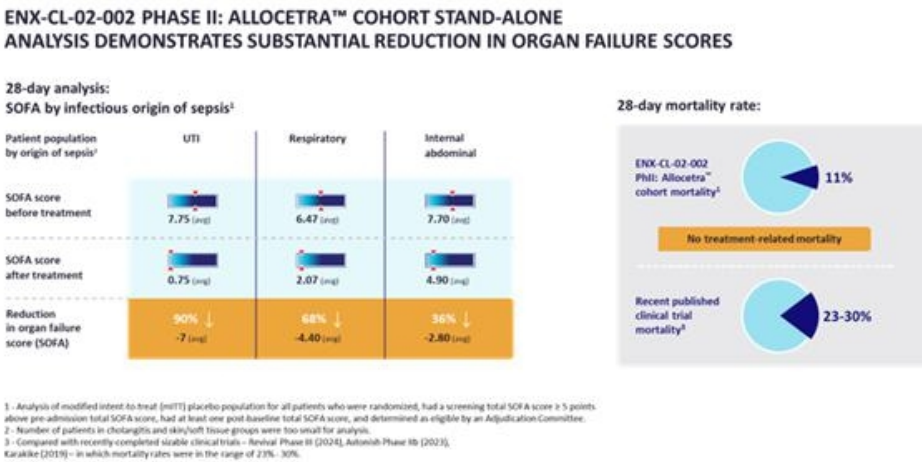 ENX-CL-02-002 PHASE II: ALLOCETRA™ COHORT STAND-ALONE
ANALYSIS DEMONSTRATES SUBSTANTIAL REDUCTION IN ORGAN FAILURE SCORES
28-day analysis:
SOFA by infectious origin of sepsis¹
Patient population
by origin of sepsis²
UTI
Respiratory
Internal
abdominal
SOFA score
before treatment
7.75 (avg)
6.47 (avg)
7.70 (avg)
SOFA score
after treatment
0.75 (avg)
2.07 (avg)
4.90 (avg)
Reduction
in organ failure
score (SOFA)
90% ↓
68% ↓
36% ↓
-7 (avg)
-4.40 (avg)
-2.80 (avg)
28-day mortality rate:
ENX-CL-02-002
PhII: Allocetra™
cohort mortality¹
11%
No treatment-related mortality
Recent published
clinical trial
mortality³
23-30%
1 - Analysis of modified intent-to-treat (mITT) placebo population for all patients who were randomized, had a screening total SOFA score ≥ 5 points
above pre-admission total SOFA score, had at least one post-baseline total SOFA score, and determined as eligible by an Adjudication Committee.
2 - Number of patients in cholangitis and skin/soft tissue groups were too small for analysis.
3 - Compared with recently-completed sizable clinical trials – Revival Phase III (2024), Astonish Phase IIb (2023),
Karakike (2019) – in which mortality rates were in the range of 23% - 30%.